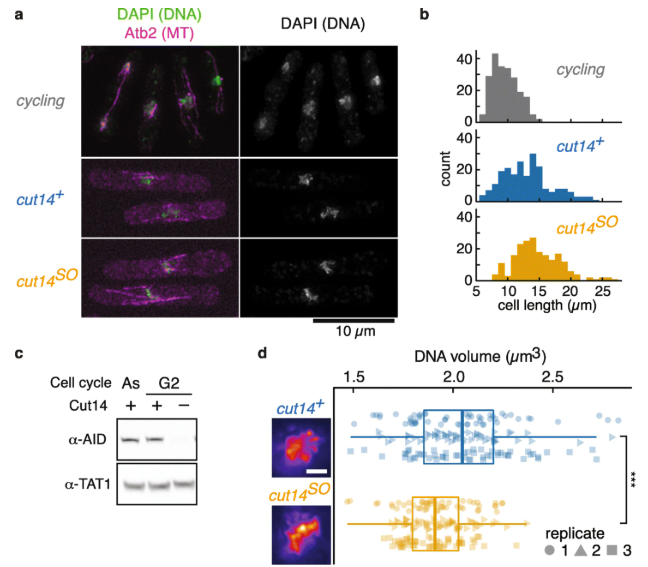 a
DAPI (DNA)
Atb2 (MT)
DAPI (DNA)
cycling
cut14+
cut14SO
10 µm
b
40
20
0
cycling
40
20
0
cut14+
40
20
0
cut14SO
count
5 10 15 20 25
cell length (µm)
c
Cell cycle As G2
Cut14 + + −
α-AID
α-TAT1
d
DNA volume (µm3)
1.5 2.0 2.5
cut14+
cut14SO
***
replicate
1 2 3